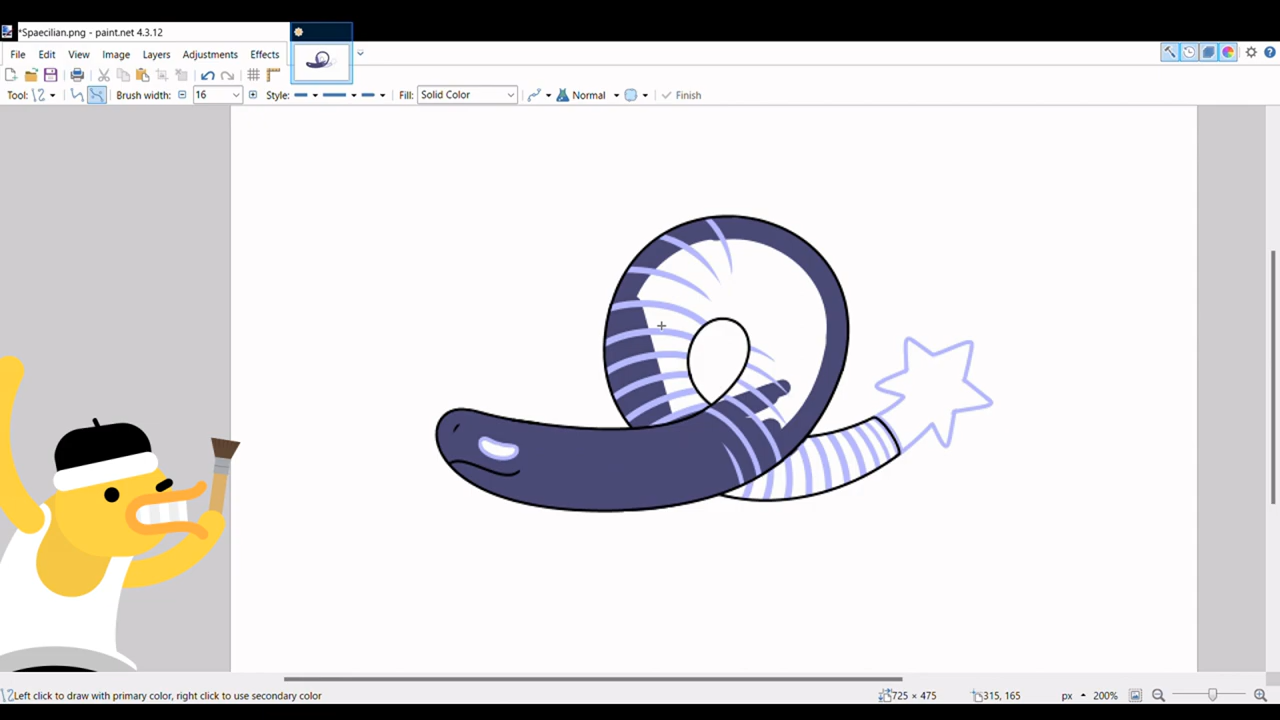 *Spaecilian.png - paint.net 4.3.12
File Edit View Image Layers Adjustments Effects
Tool: Brush width: 16 Style: Fill: Solid Color Normal Finish
Left click to draw with primary color, right click to use secondary color 725 × 475 315, 165 px 200%